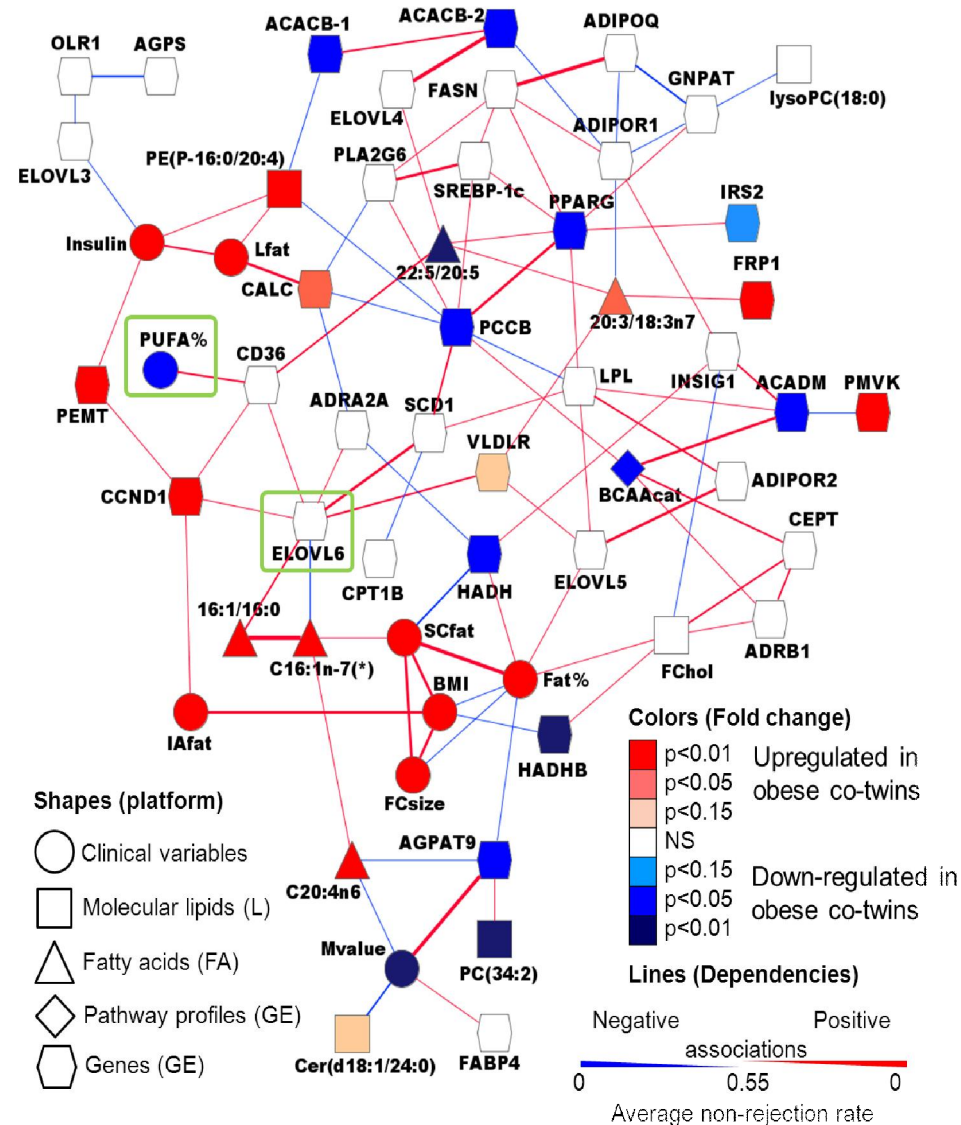 ACACB-1
ACACB-2
ADIPOQ
OLR1
AGPS
GNPAT
FASN
lysoPC(18:0)
ELOVL4
ADIPOR1
PE(P-16:0/20:4)
PLA2G6
ELOVL3
SREBP-1c
PPARG
IRS2
Insulin
Lfat
22:5/20:5
FRP1
CALC
20:3/18:3n7
PCCB
PUFA%
CD36
LPL
INSIG1
ACADM
PMVK
PEMT
ADRA2A
SCD1
VLDLR
BCAAcat
ADIPOR2
CCND1
CEPT
ELOVL6
CPT1B
HADH
ELOVL5
16:1/16:0
SCfat
C16:1n-7(*)
FChol
ADRB1
BMI
Fat%
IAfat
HADHB
FCsize
AGPAT9
C20:4n6
Mvalue
PC(34:2)
Cer(d18:1/24:0)
FABP4
Shapes (platform)
Clinical variables
Molecular lipids (L)
Fatty acids (FA)
Pathway profiles (GE)
Genes (GE)
Colors (Fold change)
p<0.01
p<0.05
p<0.15
Upregulated in
obese co-twins
NS
p<0.15
p<0.05
p<0.01
Down-regulated in
obese co-twins
Lines (Dependencies)
Negative
Positive
associations
0
0.55
0
Average non-rejection rate